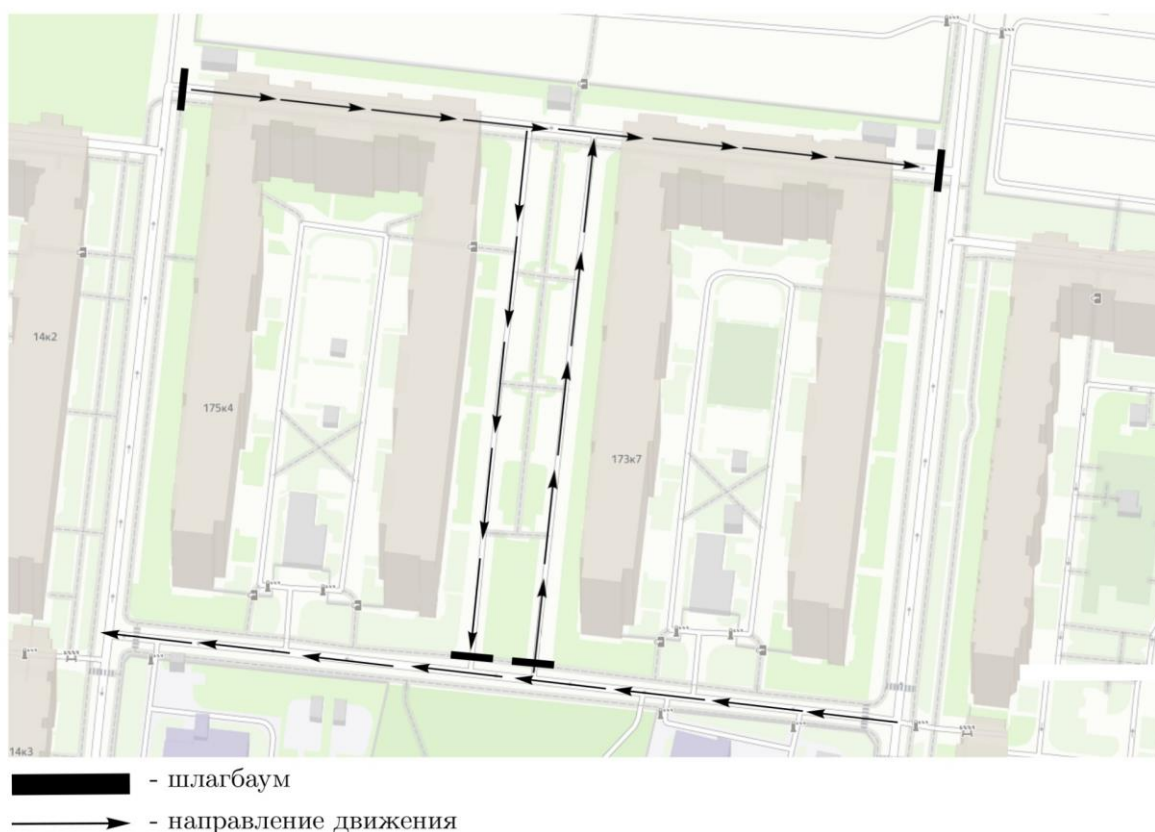 14к2
175к4
173к7
14к3
- шлагбаум
- направление движения